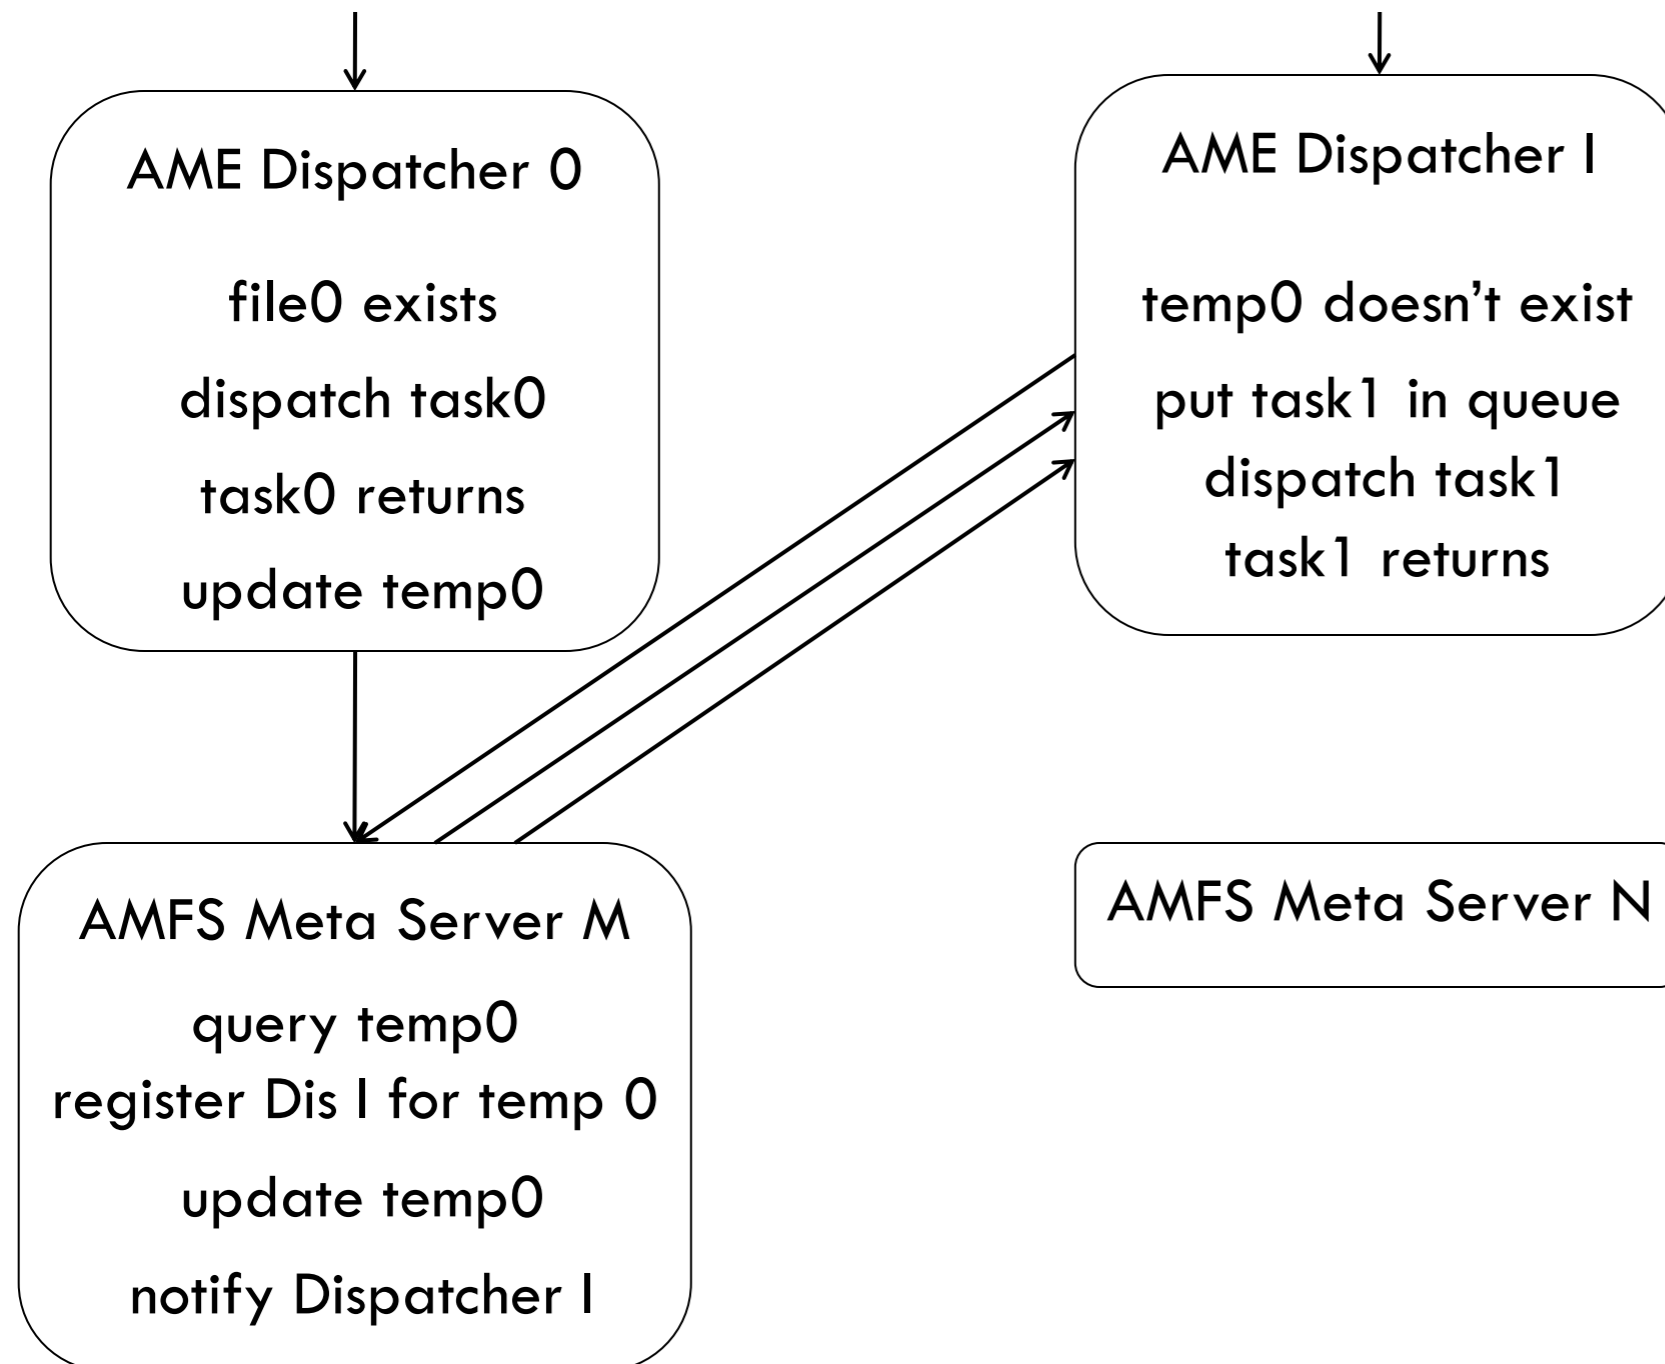 AME Dispatcher 0
file0 exists
dispatch task0
task0 returns
update temp0
AME Dispatcher I
temp0 doesn’t exist
put task1 in queue
dispatch task1
task1 returns
AMFS Meta Server M
query temp0
register Dis I for temp 0
update temp0
notify Dispatcher I
AMFS Meta Server N